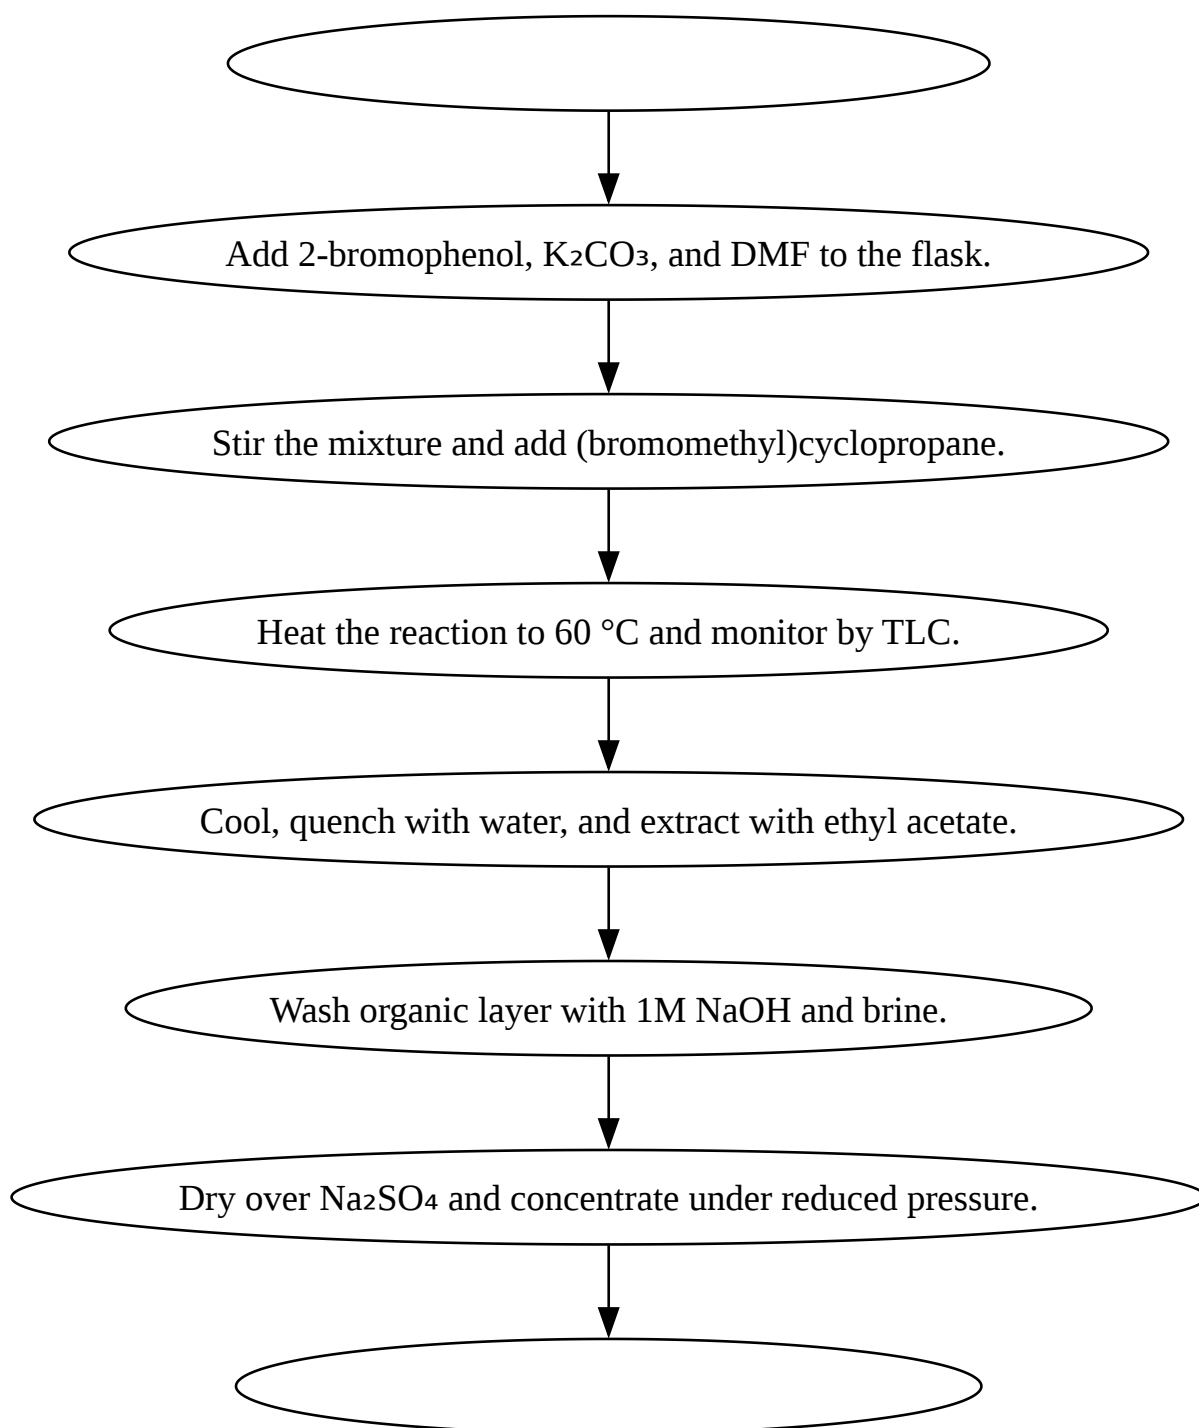 Add 2-bromophenol, K₂CO₃, and DMF to the flask.
Stir the mixture and add (bromomethyl)cyclopropane.
Heat the reaction to 60 °C and monitor by TLC.
Cool, quench with water, and extract with ethyl acetate.
Wash organic layer with 1M NaOH and brine.
Dry over Na₂SO₄ and concentrate under reduced pressure.